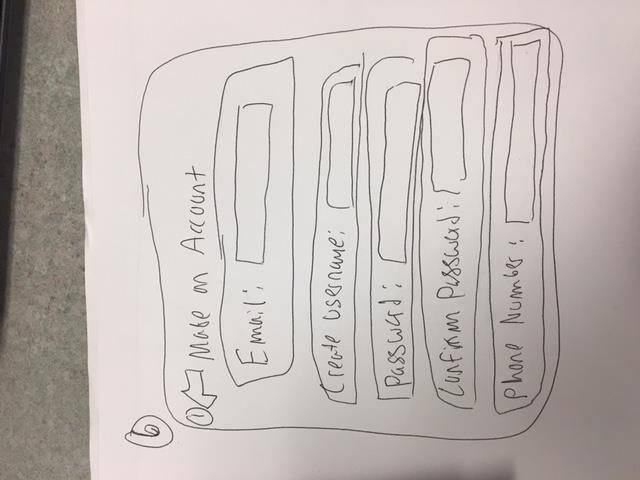 6
Make an Account
Email:
Create Username:
Password:
Confirm Password:
Phone Number: